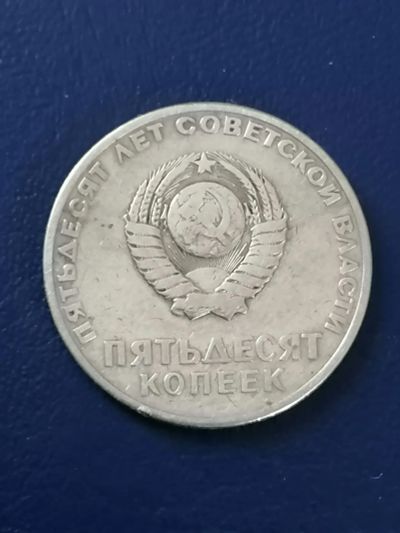 ПЯТЬДЕСЯТ ЛЕТ СОВЕТСКОЙ ВЛАСТИ
ПЯТЬДЕСЯТ
КОПЕЕК